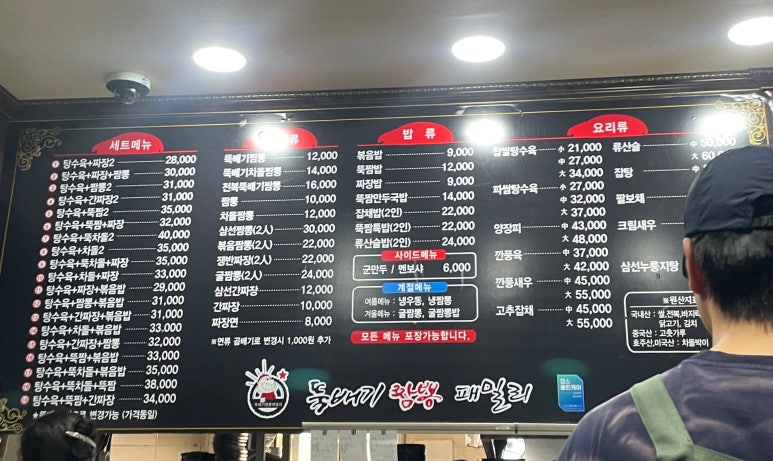 세트메뉴
탕수육+짜장2 28,000
탕수육+짜장+짬뽕 30,000
탕수육+짬뽕2 31,000
탕수육+간짜장2 31,000
탕수육+뚝짬+짜장 32,000
탕수육+뚝짬2 35,000
탕수육+뚝차돌2 40,000
탕수육+차돌2 35,000
탕수육+뚝차돌+짜장 35,000
탕수육+차돌+짜장 33,000
탕수육+짜장+볶음밥 29,000
탕수육+짬뽕+볶음밥 31,000
탕수육+간짜장+볶음밥 31,000
탕수육+차돌+볶음밥 33,000
탕수육+간짜장+짬뽕 32,000
탕수육+뚝짬+볶음밥 33,000
탕수육+뚝차돌+볶음밥 35,000
탕수육+뚝차돌+뚝짬 38,000
탕수육+뚝짬+간짜장 34,000
변경가능 (가격동일)
류
뚝배기짬뽕 12,000
뚝배기차돌짬뽕 14,000
전복뚝배기짬뽕 16,000
짬뽕 10,000
차돌짬뽕 12,000
삼선짬뽕(2人) 30,000
볶음짬뽕(2人) 22,000
쟁반짜장(2人) 22,000
굴짬뽕(2人) 24,000
삼선간짜장 12,000
간짜장 10,000
짜장면 8,000
※면류 곱배기로 변경시 1,000원 추가
밥 류
볶음밥 9,000
뚝짬밥 12,000
짜장밥 9,000
뚝짬만두국밥 14,000
잡채밥(2인) 22,000
뚝짬특밥(2인) 22,000
류산슬밥(2인) 24,000
사이드메뉴
군만두 / 멘보샤 6,000
계절메뉴
여름메뉴 : 냉우동, 냉짬뽕
겨울메뉴 : 굴짬뽕, 굴짬뽕밥
모든 메뉴 포장가능합니다.
요리류
찹쌀탕수육 小 21,000
中 27,000
大 34,000
파싸탕수육 小 27,000
中 32,000
大 37,000
양장피 中 43,000
大 48,000
깐풍육 中 37,000
大 42,000
깐풍새우 中 45,000
大 55,000
고추잡채 中 45,000
大 55,000
류산슬 中 50,000
大 60,00
잡탕
팔보채
크림새우
삼선누룽지탕
※원산지표
국내산 : 쌀,전복,바지락
닭고기, 김치
중국산 : 고춧가루
호주산,미국산 : 차돌박이
뚝배기 짬뽕 패밀리